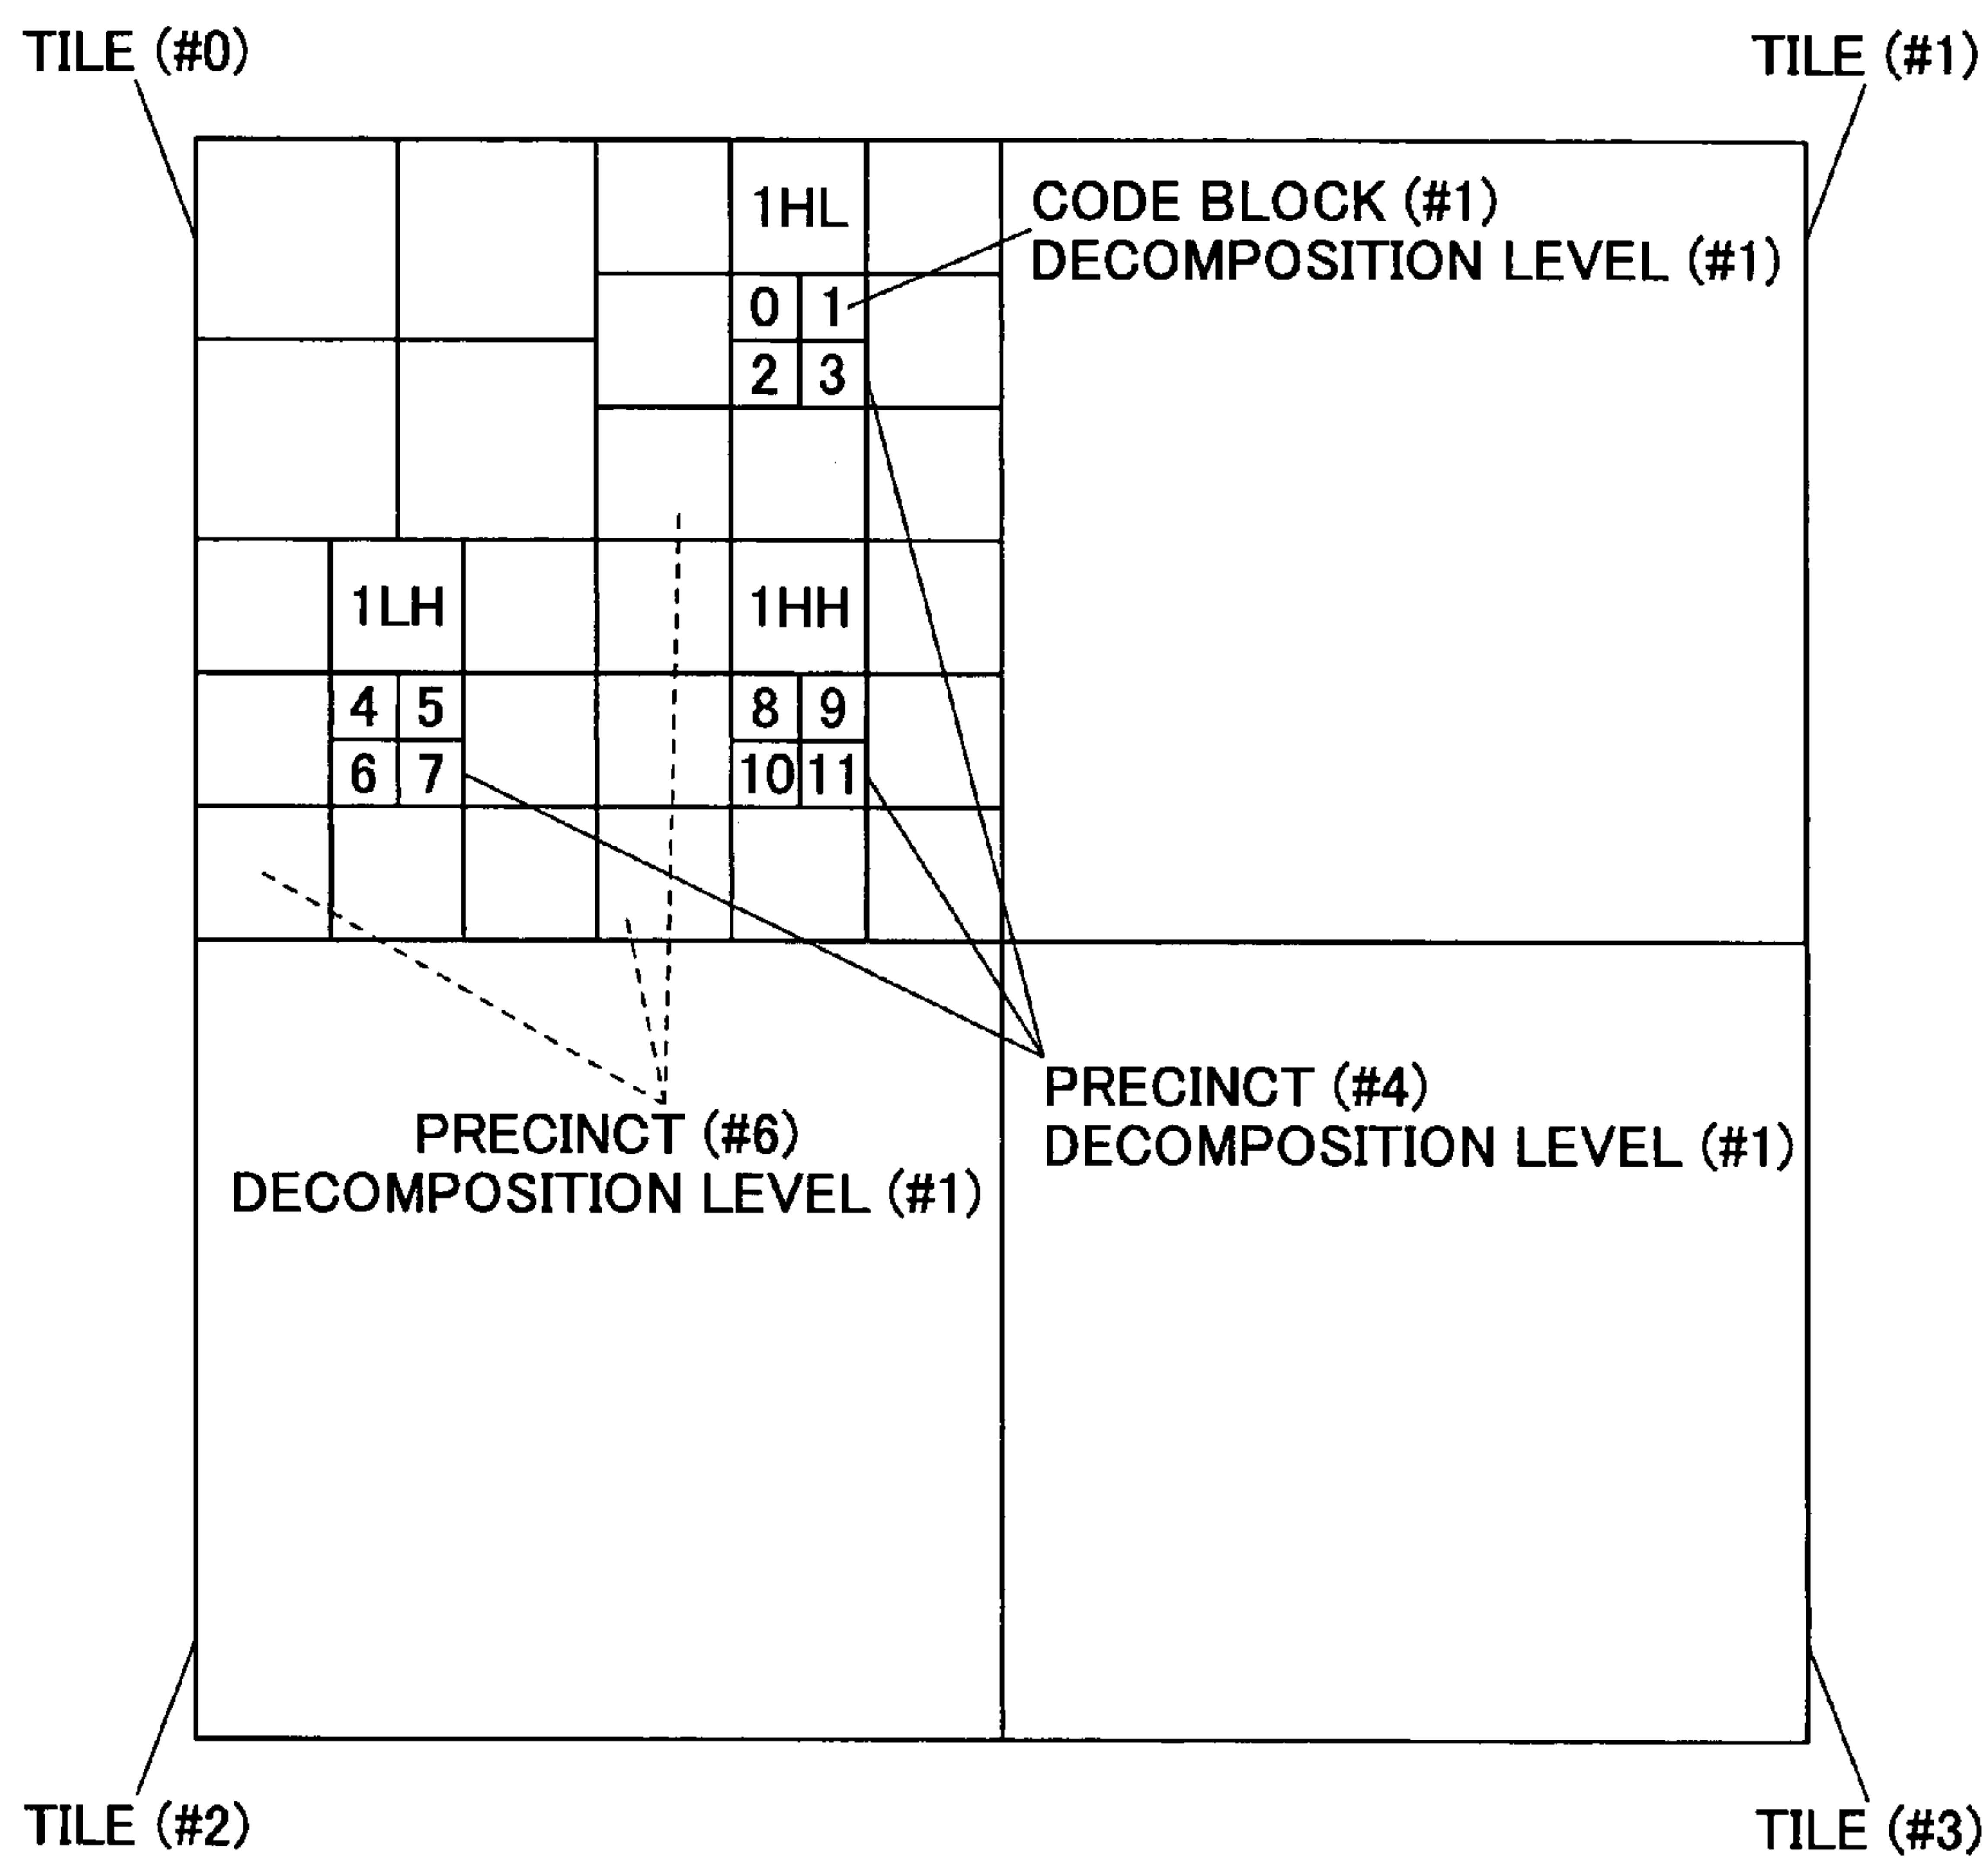 TILE (#0)
TILE (#1)
1HL
CODE BLOCK (#1)
DECOMPOSITION LEVEL (#1)
0 1
2 3
1LH
1HH
4 5
8 9
6 7
10 11
PRECINCT (#4)
DECOMPOSITION LEVEL (#1)
PRECINCT (#6)
DECOMPOSITION LEVEL (#1)
TILE (#2)
TILE (#3)